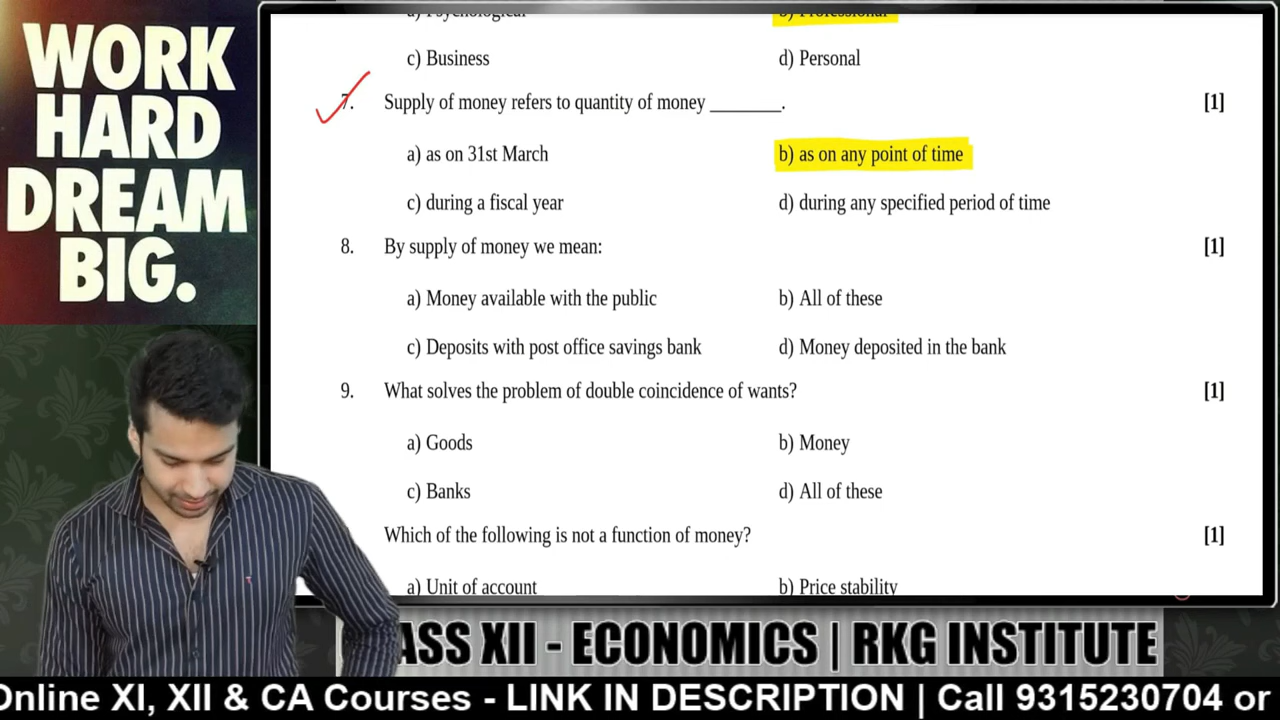 WORK
HARD
DREAM
BIG.
a) Psychological b) Professional
c) Business d) Personal
7. Supply of money refers to quantity of money ________. [1]
a) as on 31st March b) as on any point of time
c) during a fiscal year d) during any specified period of time
8. By supply of money we mean: [1]
a) Money available with the public b) All of these
c) Deposits with post office savings bank d) Money deposited in the bank
9. What solves the problem of double coincidence of wants? [1]
a) Goods b) Money
c) Banks d) All of these
Which of the following is not a function of money? [1]
a) Unit of account b) Price stability
ASS XII - ECONOMICS | RKG INSTITUTE
Online XI, XII & CA Courses - LINK IN DESCRIPTION | Call 9315230704 or